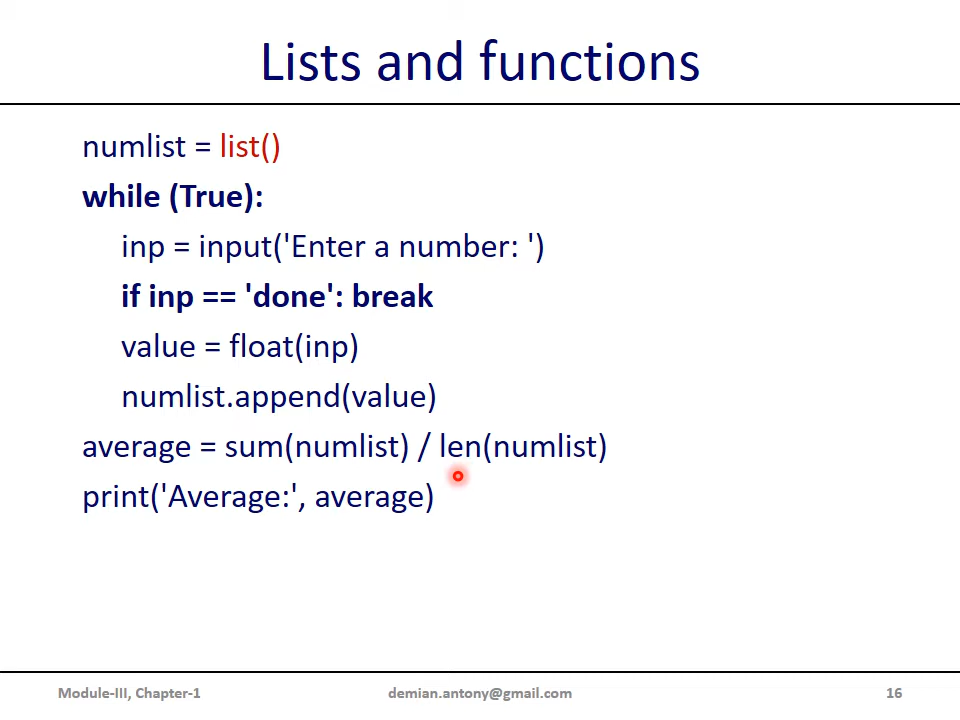 Lists and functions
numlist = list()
while (True):
inp = input('Enter a number: ')
if inp == 'done': break
value = float(inp)
numlist.append(value)
average = sum(numlist) / len(numlist)
print('Average:', average)
Module-III, Chapter-1
demian.antony@gmail.com
16